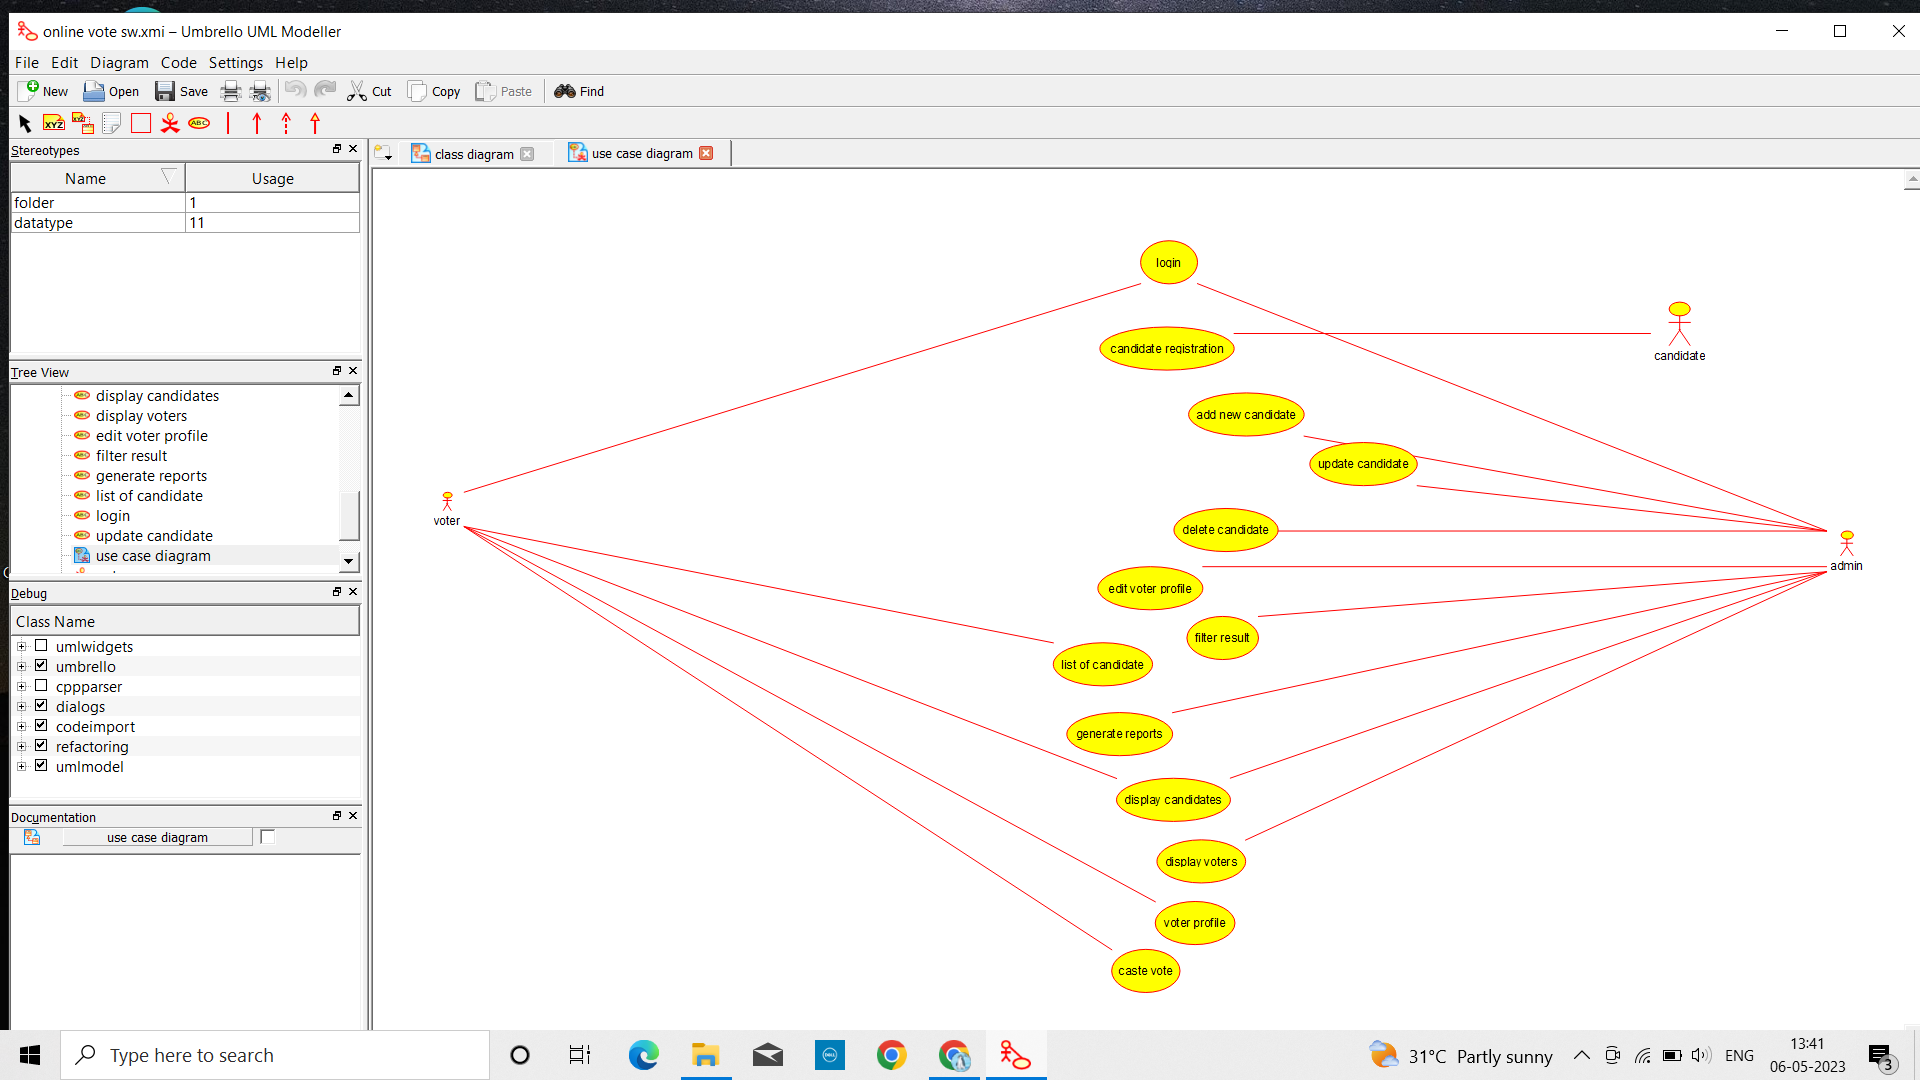 online vote sw.xmi – Umbrello UML Modeller
File Edit Diagram Code Settings Help
New Open Save Cut Copy Paste Find
XYZ XYZ ABC
Stereotypes
Name Usage
folder 1
datatype 11
Tree View
display candidates
display voters
edit voter profile
filter result
generate reports
list of candidate
login
update candidate
use case diagram
Debug
Class Name
umlwidgets
umbrello
cppparser
dialogs
codeimport
refactoring
umlmodel
Documentation
use case diagram
class diagram use case diagram
login
candidate registration
candidate
add new candidate
update candidate
voter
delete candidate
admin
edit voter profile
filter result
list of candidate
generate reports
display candidates
display voters
voter profile
caste vote
Type here to search
DELL
31°C Partly sunny
ENG
13:41
06-05-2023
3